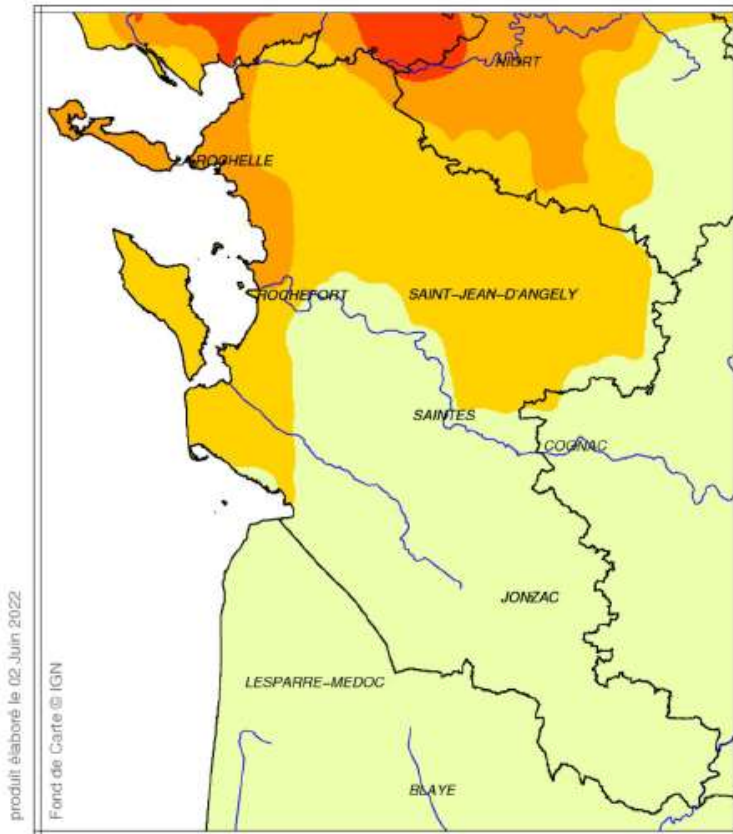 NIORT
LA ROCHELLE
ROCHEFORT
SAINT-JEAN-D'ANGELY
SAINTES
COGNAC
JONZAC
LESPARRE-MEDOC
BLAYE
produit élaboré le 02 Juin 2022
Fond de Carte © IGN